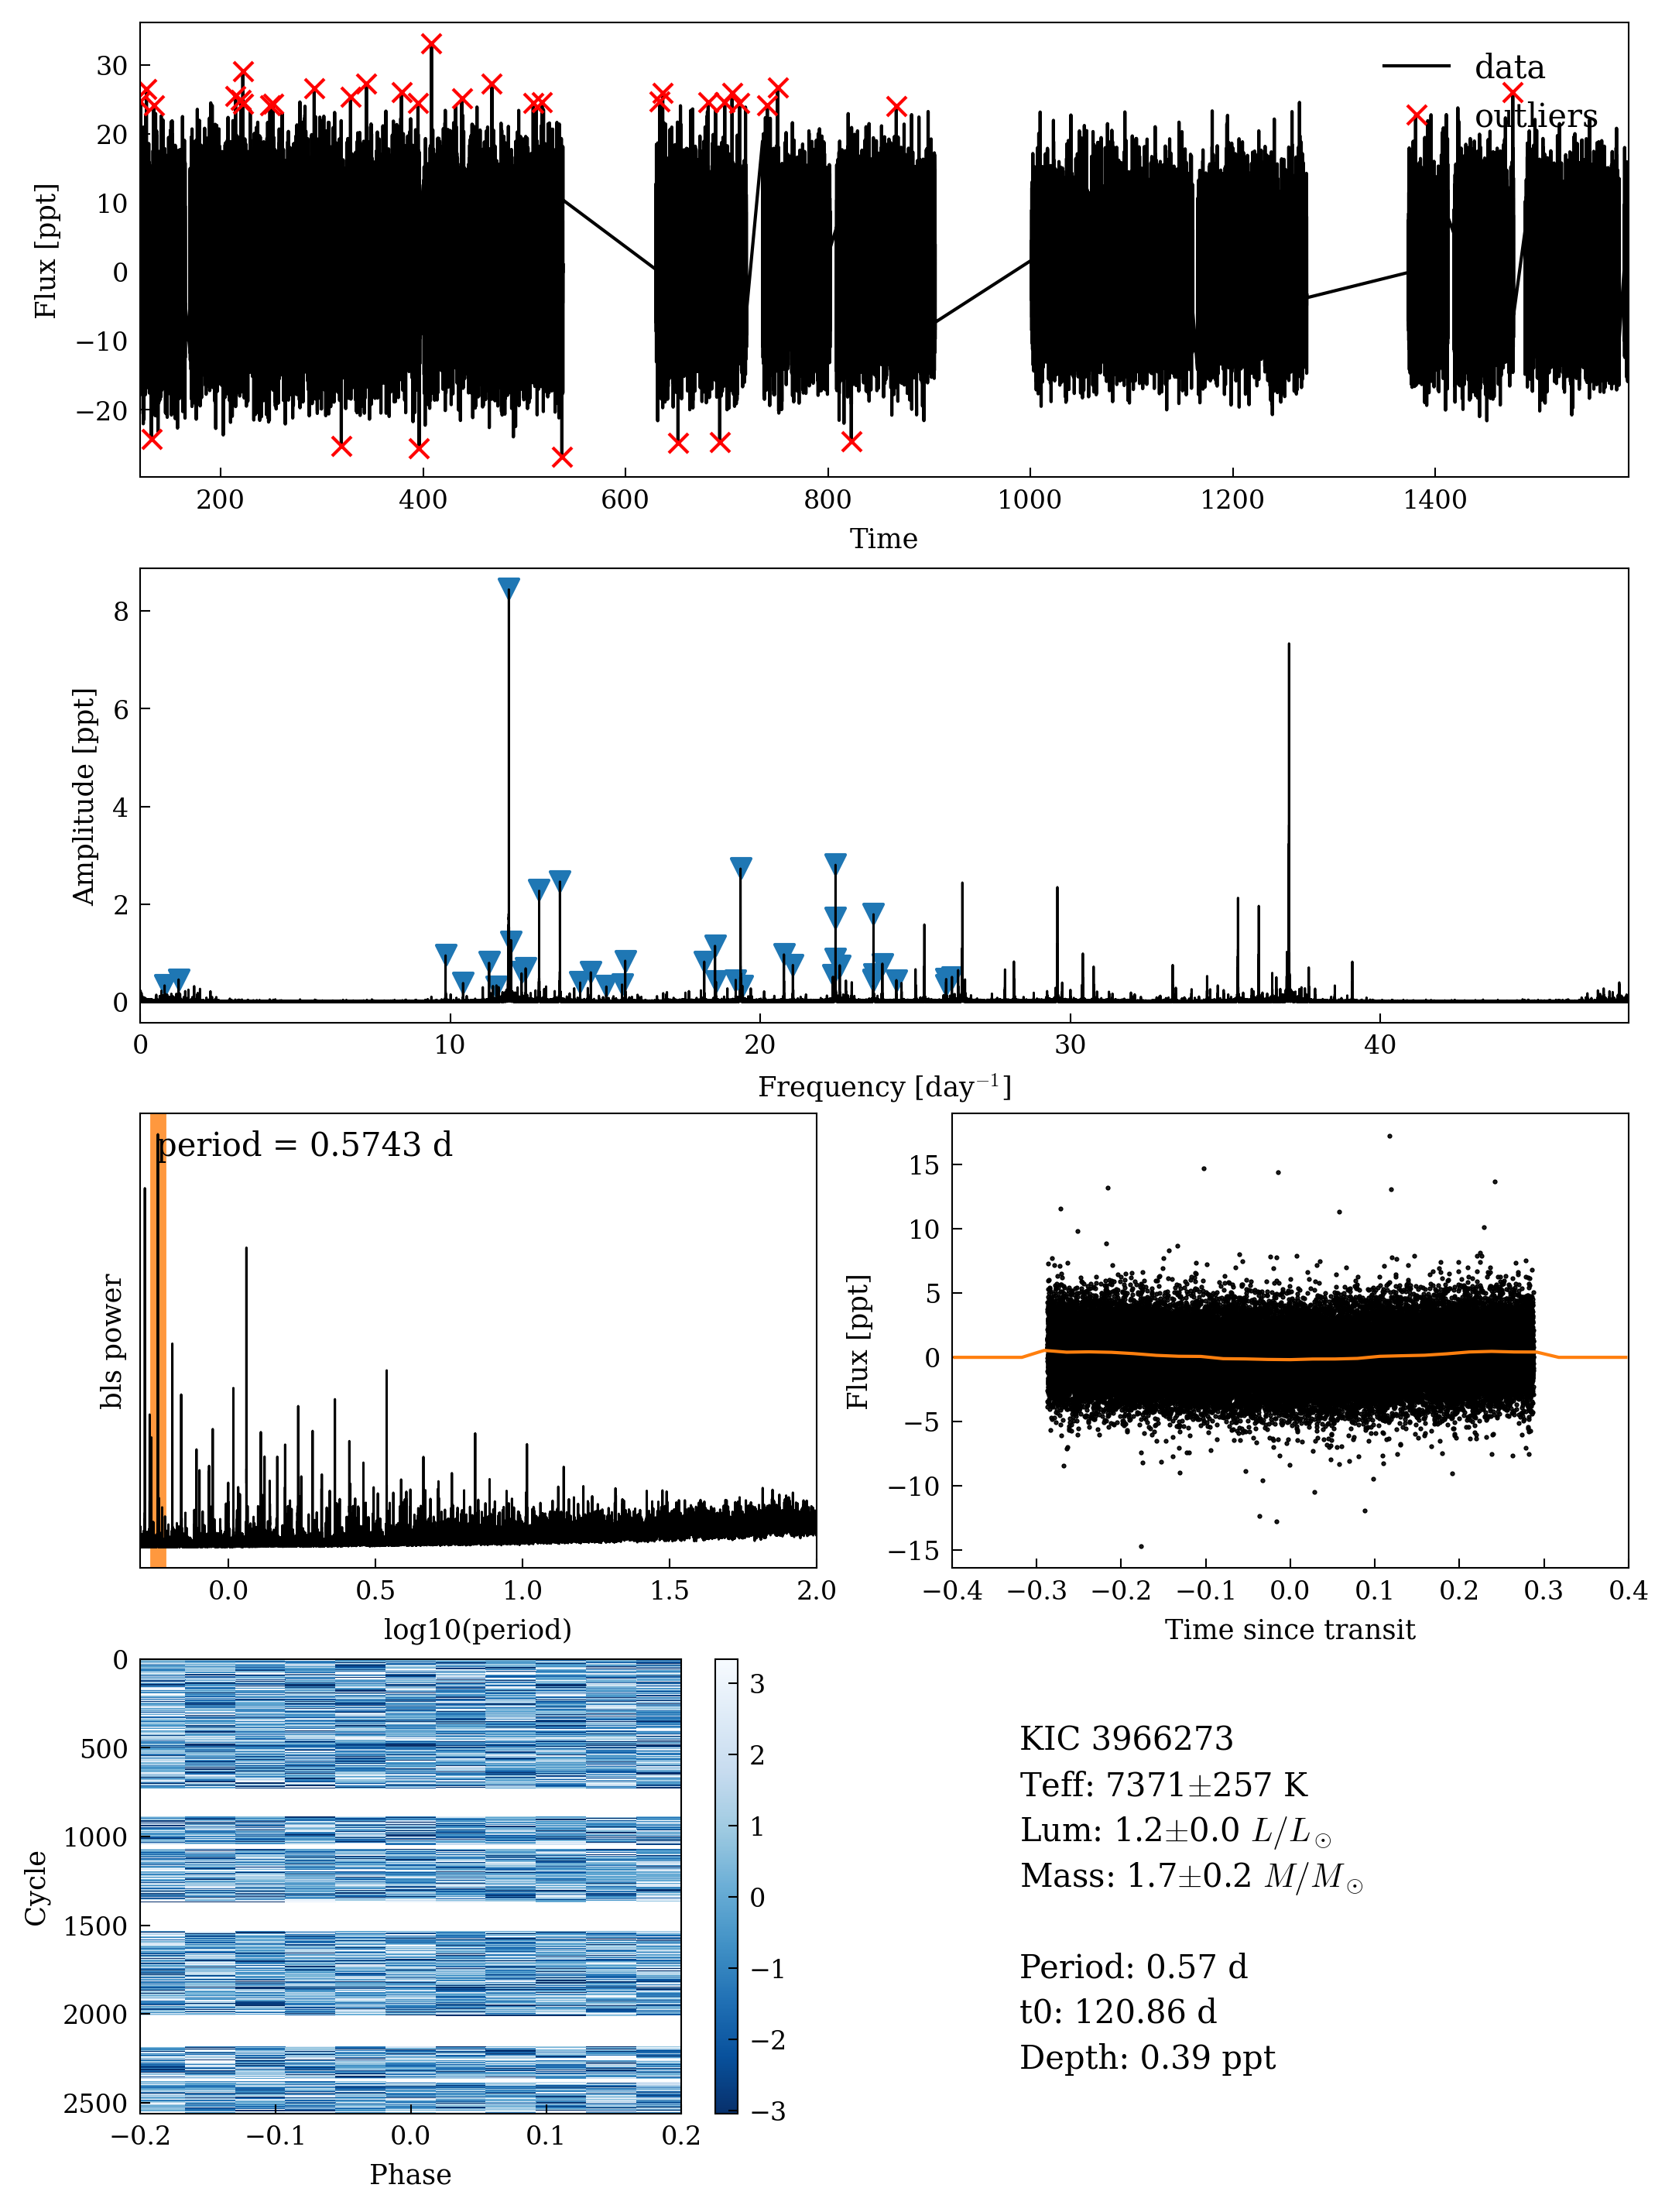 30
20
10
0
−10
−20
Flux [ppt]
data
outliers
200 400 600 800 1000 1200 1400
Time
8
6
4
2
0
Amplitude [ppt]
0 10 20 30 40
Frequency [day⁻¹]
period = 0.5743 d
bls power
0.0 0.5 1.0 1.5 2.0
log10(period)
15
10
5
0
−5
−10
−15
Flux [ppt]
−0.4 −0.3 −0.2 −0.1 0.0 0.1 0.2 0.3 0.4
Time since transit
0
500
1000
1500
2000
2500
Cycle
−0.2 −0.1 0.0 0.1 0.2
Phase
3
2
1
0
−1
−2
−3
KIC 3966273
Teff: 7371±257 K
Lum: 1.2±0.0 L/L☉
Mass: 1.7±0.2 M/M☉
Period: 0.57 d
t0: 120.86 d
Depth: 0.39 ppt